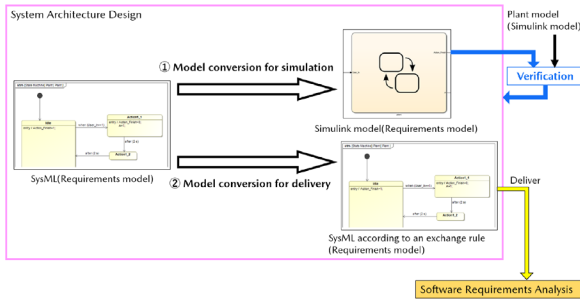 System Architecture Design
Plant model
(Simulink model)
① Model conversion for simulation
Verification
Simulink model(Requirements model)
SysML(Requirements model)
② Model conversion for delivery
Deliver
SysML according to an exchange rule
(Requirements model)
Software Requirements Analysis